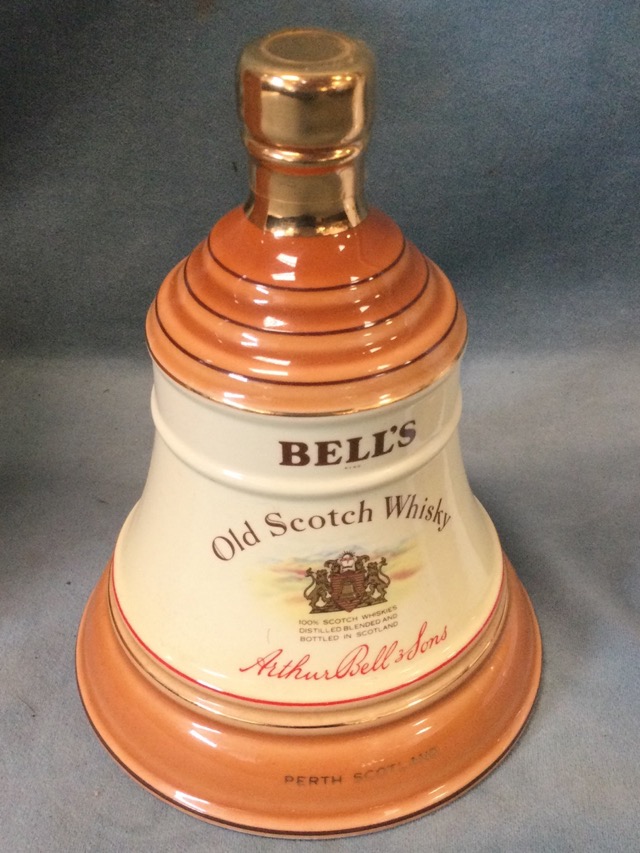 BELL'S
Old Scotch Whisky
100% SCOTCH WHISKIES
DISTILLED BLENDED AND
BOTTLED IN SCOTLAND
Arthur Bell & Sons
PERTH SCOTLAND